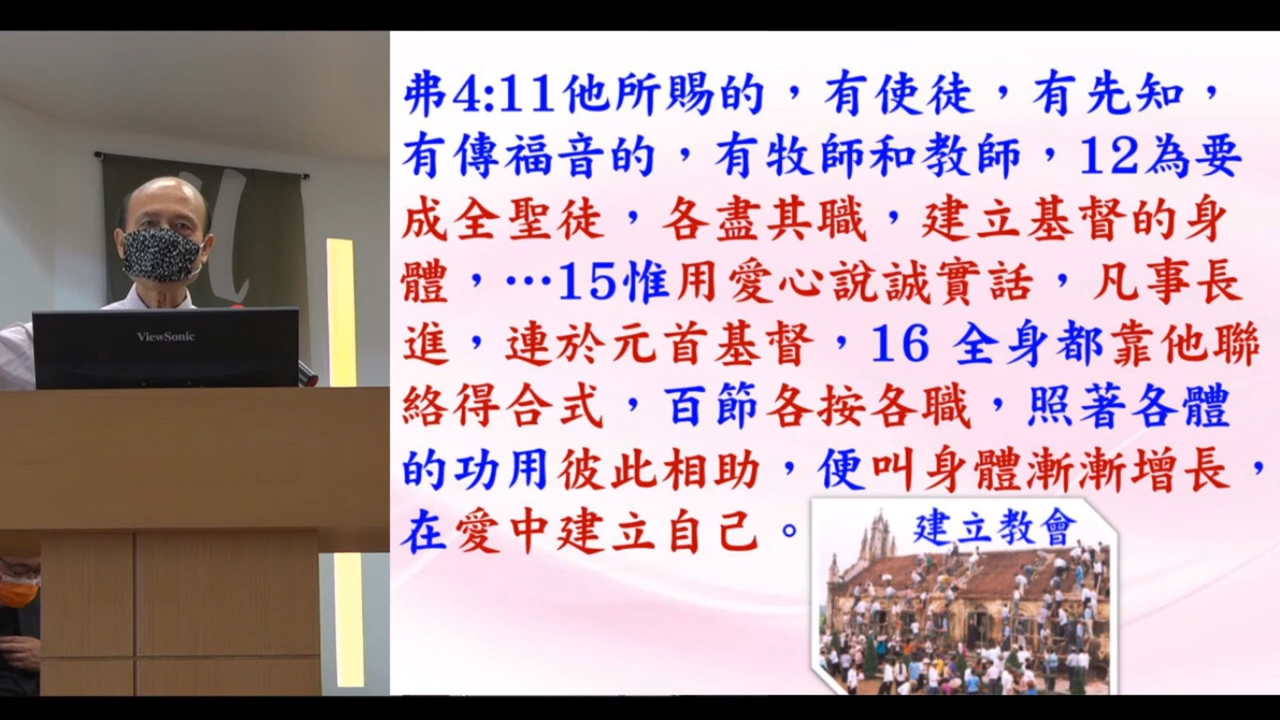 弗4:11他所賜的，有使徒，有先知，
有傳福音的，有牧師和教師，12為要
成全聖徒，各盡其職，建立基督的身
體，…15惟用愛心說誠實話，凡事長
進，連於元首基督，16 全身都靠他聯
絡得合式，百節各按各職，照著各體
的功用彼此相助，便叫身體漸漸增長，
在愛中建立自己。
建立教會
ViewSonic